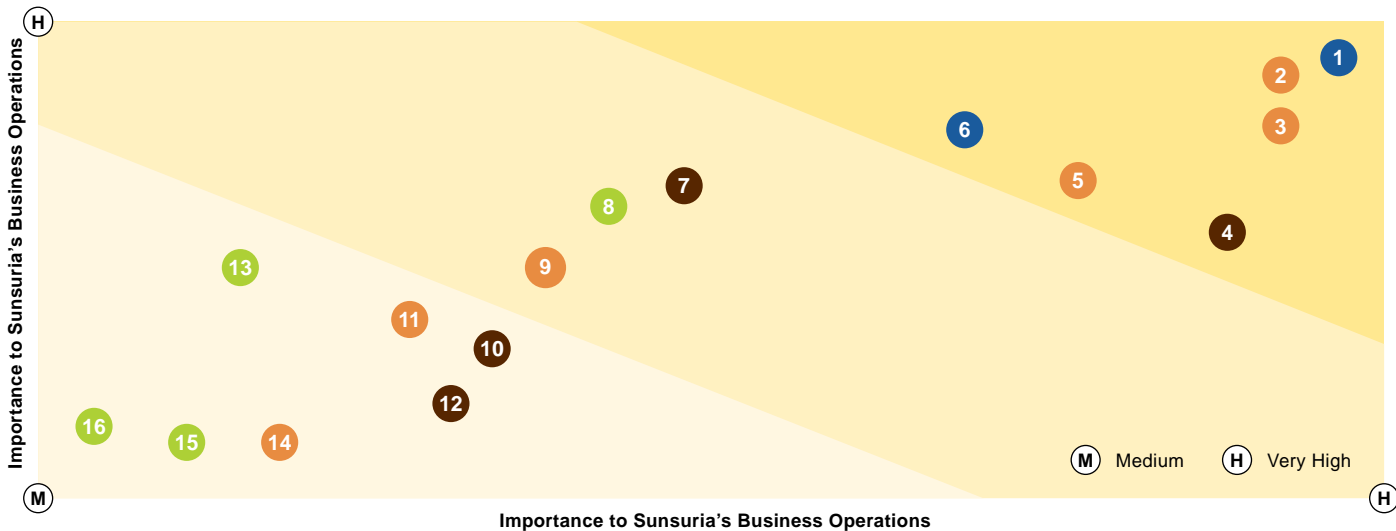 H
Importance to Sunsuria's Business Operations
1
2
3
6
5
7
8
4
13
9
11
10
12
16
15
14
M Medium H Very High
M
H
Importance to Sunsuria's Business Operations